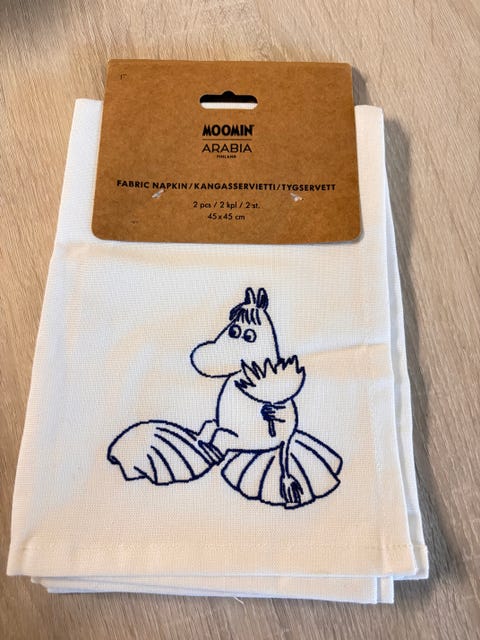 MOOMIN
ARABIA
FINLAND
FABRIC NAPKIN/KANGASSERVIETTI/TYGSERVETT
2 pcs / 2 kpl / 2 st.
45 x 45 cm